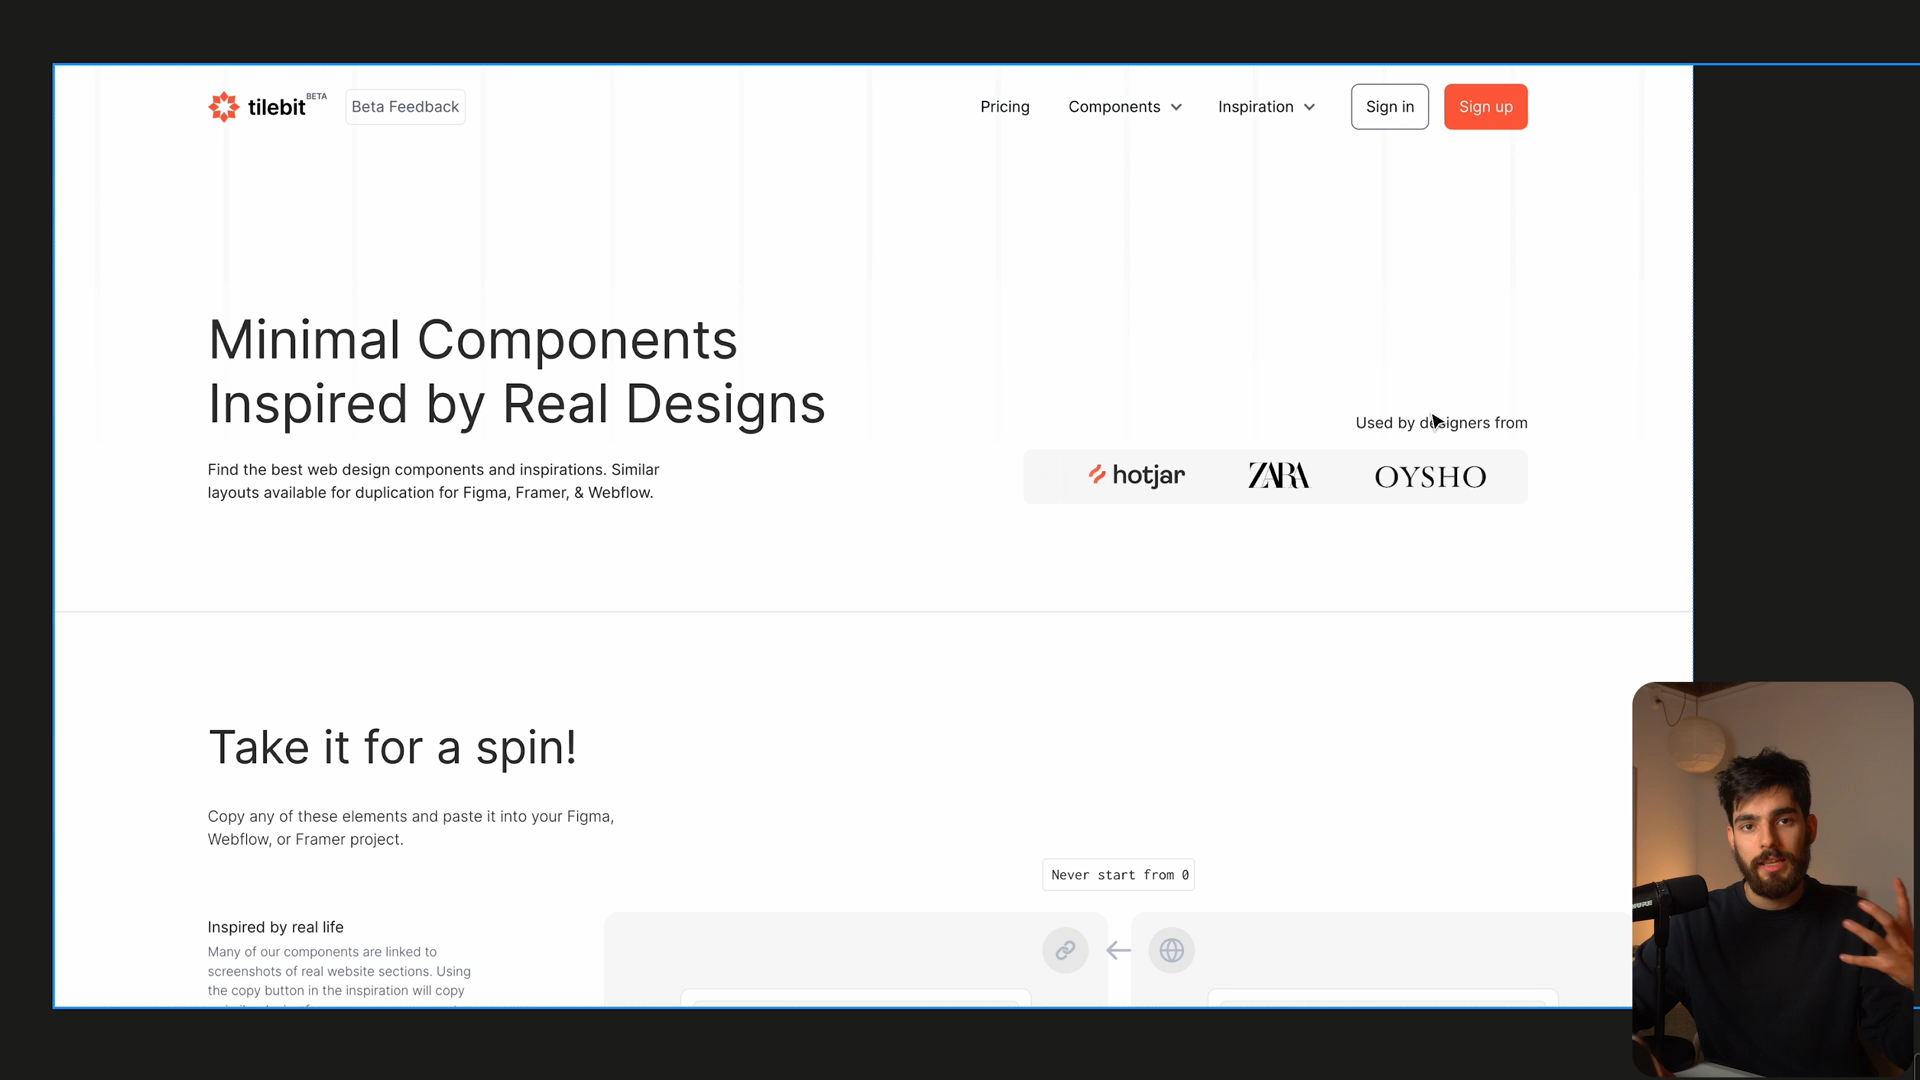 tilebit BETA
Beta Feedback
Pricing
Components
Inspiration
Sign in
Sign up
Minimal Components
Inspired by Real Designs
Find the best web design components and inspirations. Similar
layouts available for duplication for Figma, Framer, & Webflow.
Used by designers from
hotjar
ZARA
OYSHO
Take it for a spin!
Copy any of these elements and paste it into your Figma,
Webflow, or Framer project.
Never start from 0
Inspired by real life
Many of our components are linked to
screenshots of real website sections. Using
the copy button in the inspiration will copy